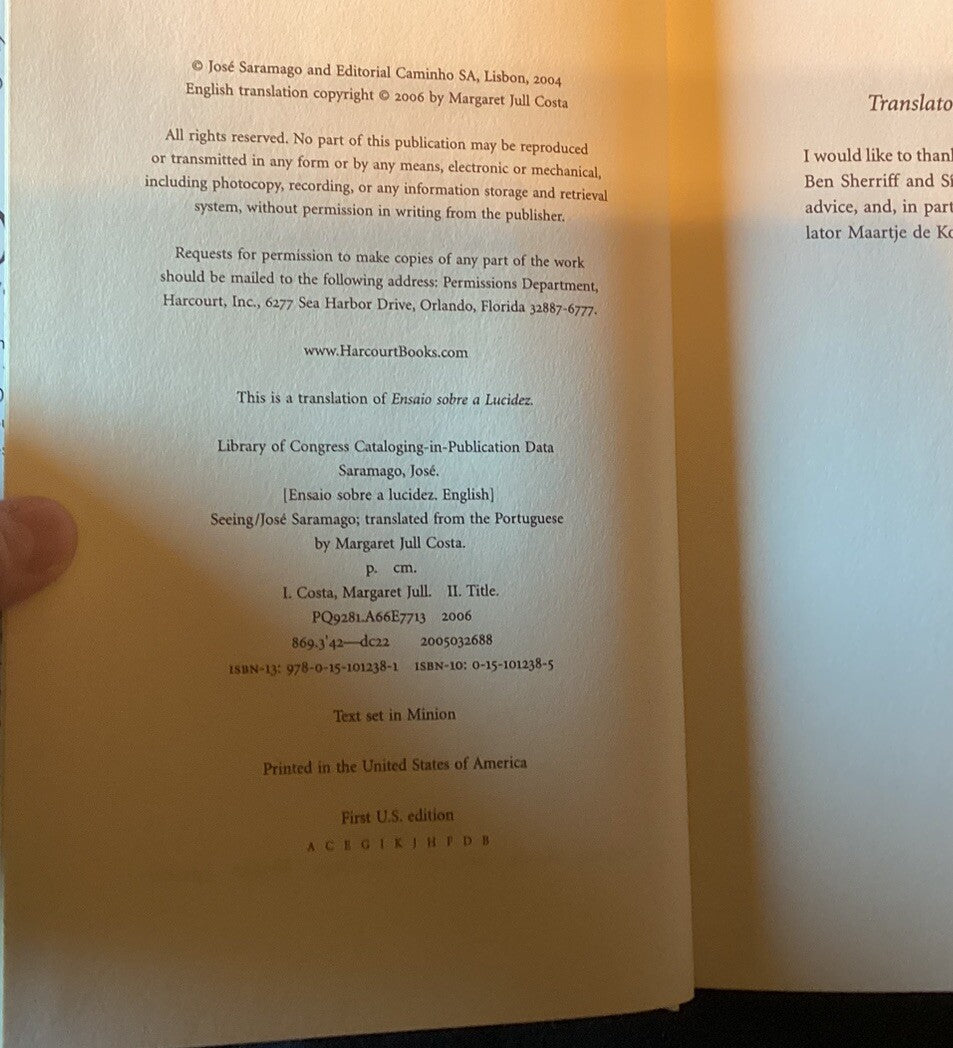 © José Saramago and Editorial Caminho SA, Lisbon, 2004
English translation copyright © 2006 by Margaret Jull Costa
All rights reserved. No part of this publication may be reproduced
or transmitted in any form or by any means, electronic or mechanical,
including photocopy, recording, or any information storage and retrieval
system, without permission in writing from the publisher.
Requests for permission to make copies of any part of the work
should be mailed to the following address: Permissions Department,
Harcourt, Inc., 6277 Sea Harbor Drive, Orlando, Florida 32887-6777.
www.HarcourtBooks.com
This is a translation of Ensaio sobre a Lucidez.
Library of Congress Cataloging-in-Publication Data
Saramago, José.
[Ensaio sobre a lucidez. English]
Seeing/José Saramago; translated from the Portuguese
by Margaret Jull Costa.
p. cm.
I. Costa, Margaret Jull. II. Title.
PQ9281.A66E7713 2006
869.3'42—dc22 2005032688
ISBN-13: 978-0-15-101238-1 ISBN-10: 0-15-101238-5
Text set in Minion
Printed in the United States of America
First U.S. edition
A C E G I K J H F D B
Translato
I would like to than
Ben Sherriff and
advice, and, in part
lator Maartje de